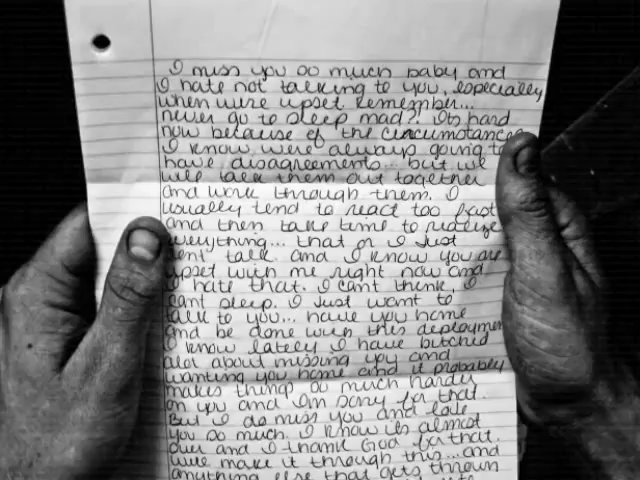 I miss you so much baby and
I hate not talking to you, especially
when were upset. Remember...
never go to sleep mad?! Its hard
now because of the circumstances
I know were always going to
have disagreements... but we
will talk them out together
and work through them. I
usually tend to react too fast
and then take time to realize
everything... that or I just
dont talk. and I know you are
upset with me right now and
I hate that. I cant think, I
cant sleep. I just want to
talk to you... have you home
and be done with this deployment
I know lately I have bitched
alot about missing you and
wanting you home and it probably
makes things so much harder
on you and Im sorry for that.
But I do miss you and love
you so much. I know its almost
over and I thank God for that.
We'll make it through this... and
anything else that gets thrown